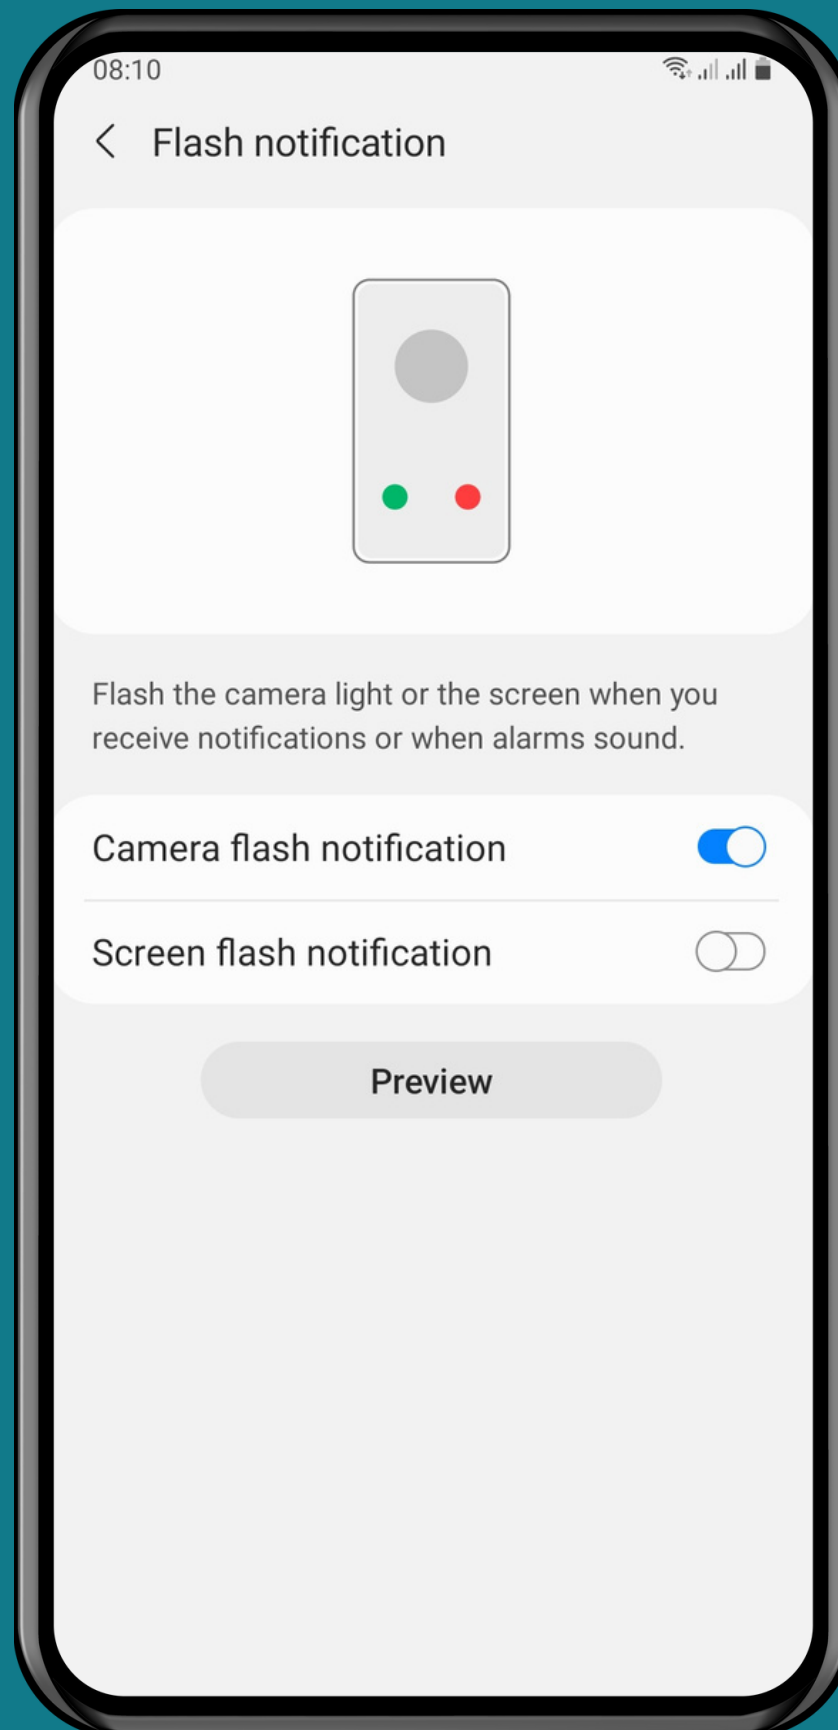 08:10
Flash notification
Flash the camera light or the screen when you
receive notifications or when alarms sound.
Camera flash notification
Screen flash notification
Preview